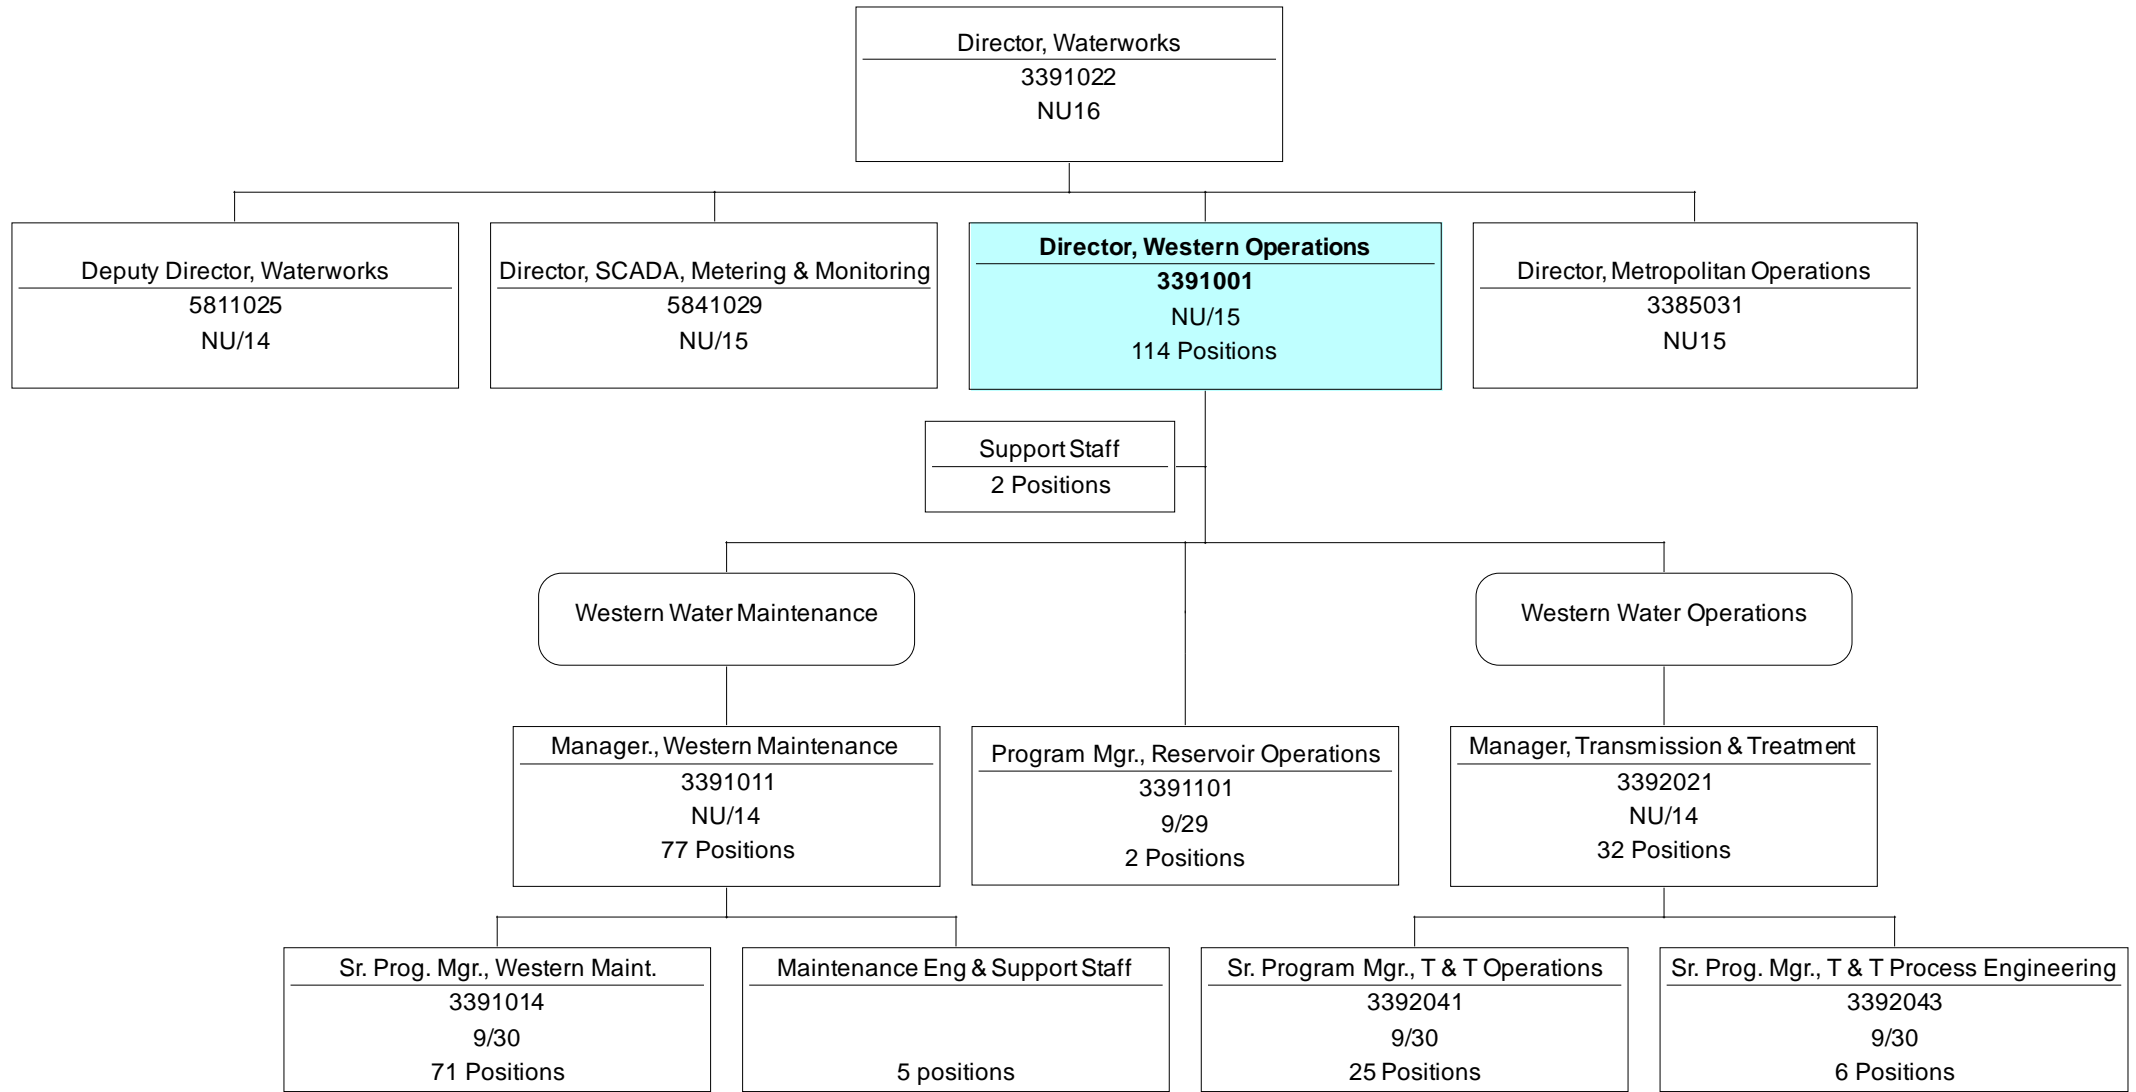 Director, Waterworks
3391022
NU16
Deputy Director, Waterworks
5811025
NU/14
Director, SCADA, Metering & Monitoring
5841029
NU/15
Director, Western Operations
3391001
NU/15
114 Positions
Director, Metropolitan Operations
3385031
NU15
Support Staff
2 Positions
Western Water Maintenance
Western Water Operations
Manager., Western Maintenance
3391011
NU/14
77 Positions
Program Mgr., Reservoir Operations
3391101
9/29
2 Positions
Manager, Transmission & Treatment
3392021
NU/14
32 Positions
Sr. Prog. Mgr., Western Maint.
3391014
9/30
71 Positions
Maintenance Eng & Support Staff
5 positions
Sr. Program Mgr., T & T Operations
3392041
9/30
25 Positions
Sr. Prog. Mgr., T & T Process Engineering
3392043
9/30
6 Positions